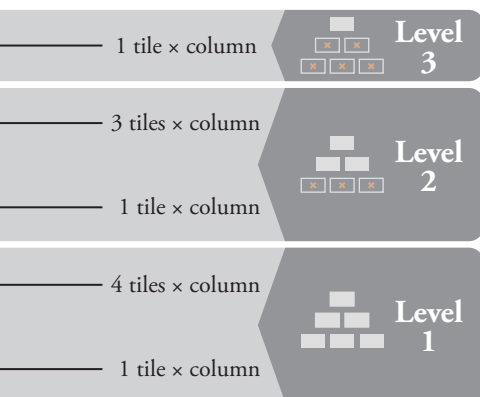 1 tile × column
Level
3
3 tiles × column
Level
2
1 tile × column
4 tiles × column
Level
1
1 tile × column